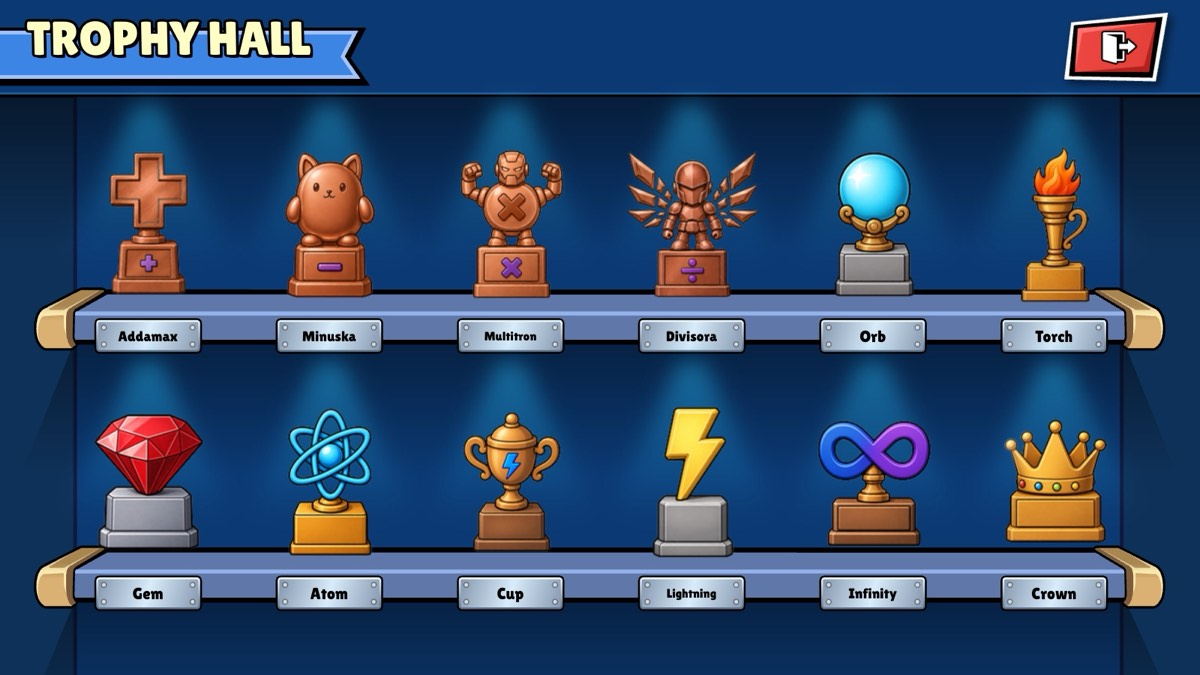 TROPHY HALL
Addamax
Minuska
Multitron
Divisora
Orb
Torch
Gem
Atom
Cup
Lightning
Infinity
Crown